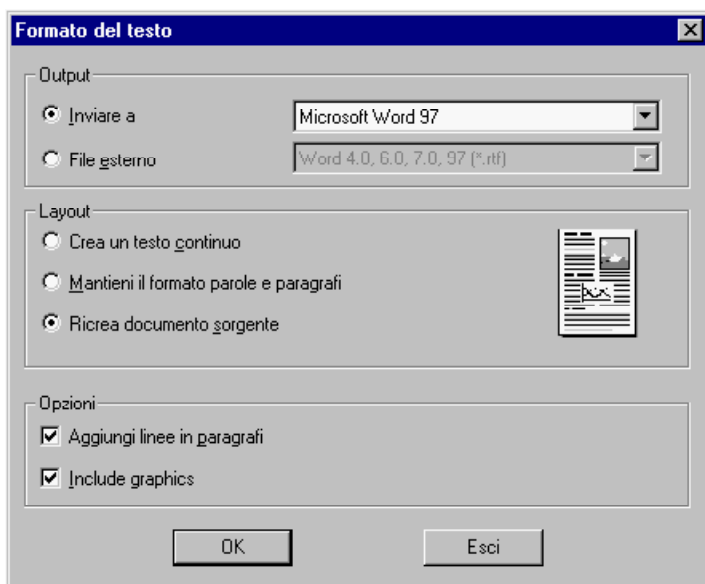 Formato del testo
Output
Inviare a
Microsoft Word 97
File esterno
Word 4.0, 6.0, 7.0, 97 (*.rtf)
Layout
Crea un testo continuo
Mantieni il formato parole e paragrafi
Ricrea documento sorgente
Opzioni
Aggiungi linee in paragrafi
Include graphics
OK
Esci